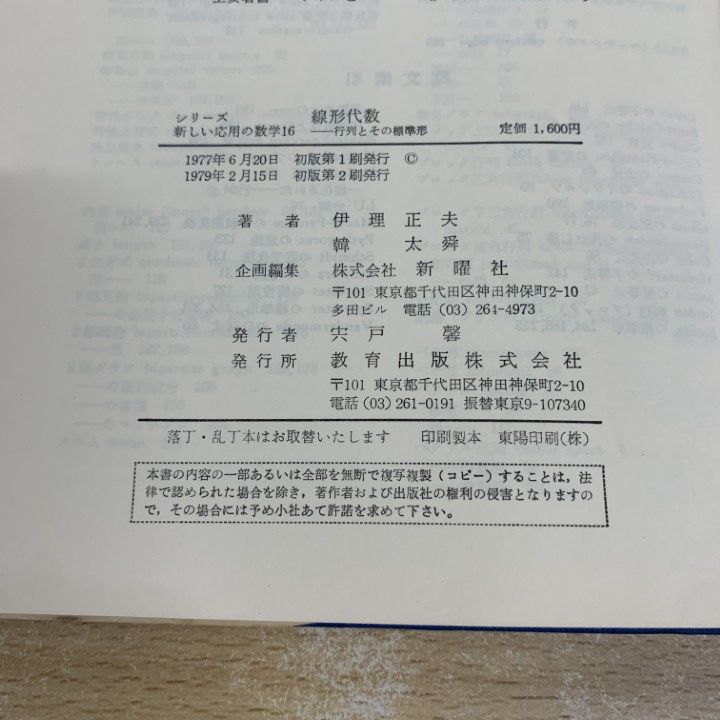 シリーズ 線形代数
新しい応用の数学16 ――行列とその標準形 定価 1,600円
1977年6月20日 初版第1刷発行 ©
1979年2月15日 初版第2刷発行
著者 伊理正夫
韓太舜
企画編集 株式会社 新曜社
〒101 東京都千代田区神田神保町2-10
多田ビル 電話(03)264-4973
発行者 宍戸馨
発行所 教育出版株式会社
〒101 東京都千代田区神田神保町2-10
電話(03)261-0191 振替東京9-107340
落丁・乱丁本はお取替いたします 印刷製本 東陽印刷(株)
本書の内容の一部あるいは全部を無断で複写複製(コピー)することは,法
律で認められた場合を除き,著作者および出版社の権利の侵害となりますの
で,その場合には予め小社あて許諾を求めて下さい。